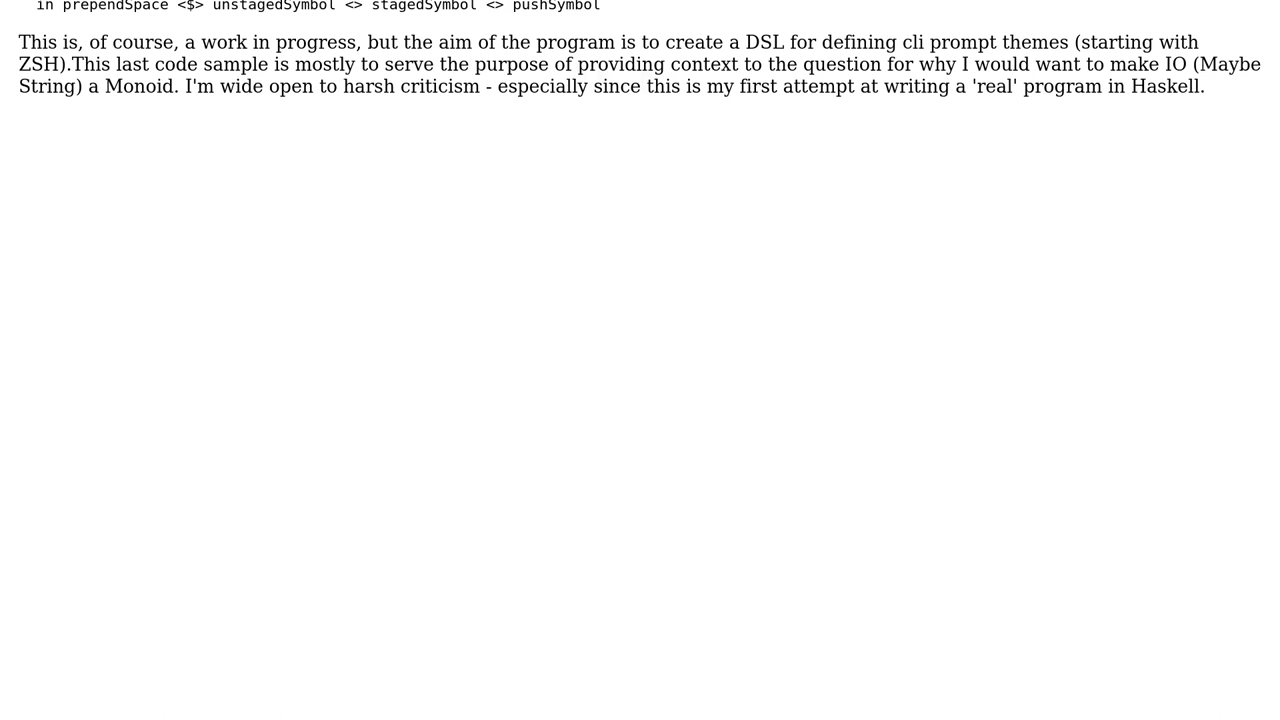 in prependSpace <$> unstagedSymbol <> stagedSymbol <> pushSymbol
This is, of course, a work in progress, but the aim of the program is to create a DSL for defining cli prompt themes (starting with
ZSH).This last code sample is mostly to serve the purpose of providing context to the question for why I would want to make IO (Maybe
String) a Monoid. I'm wide open to harsh criticism - especially since this is my first attempt at writing a 'real' program in Haskell.